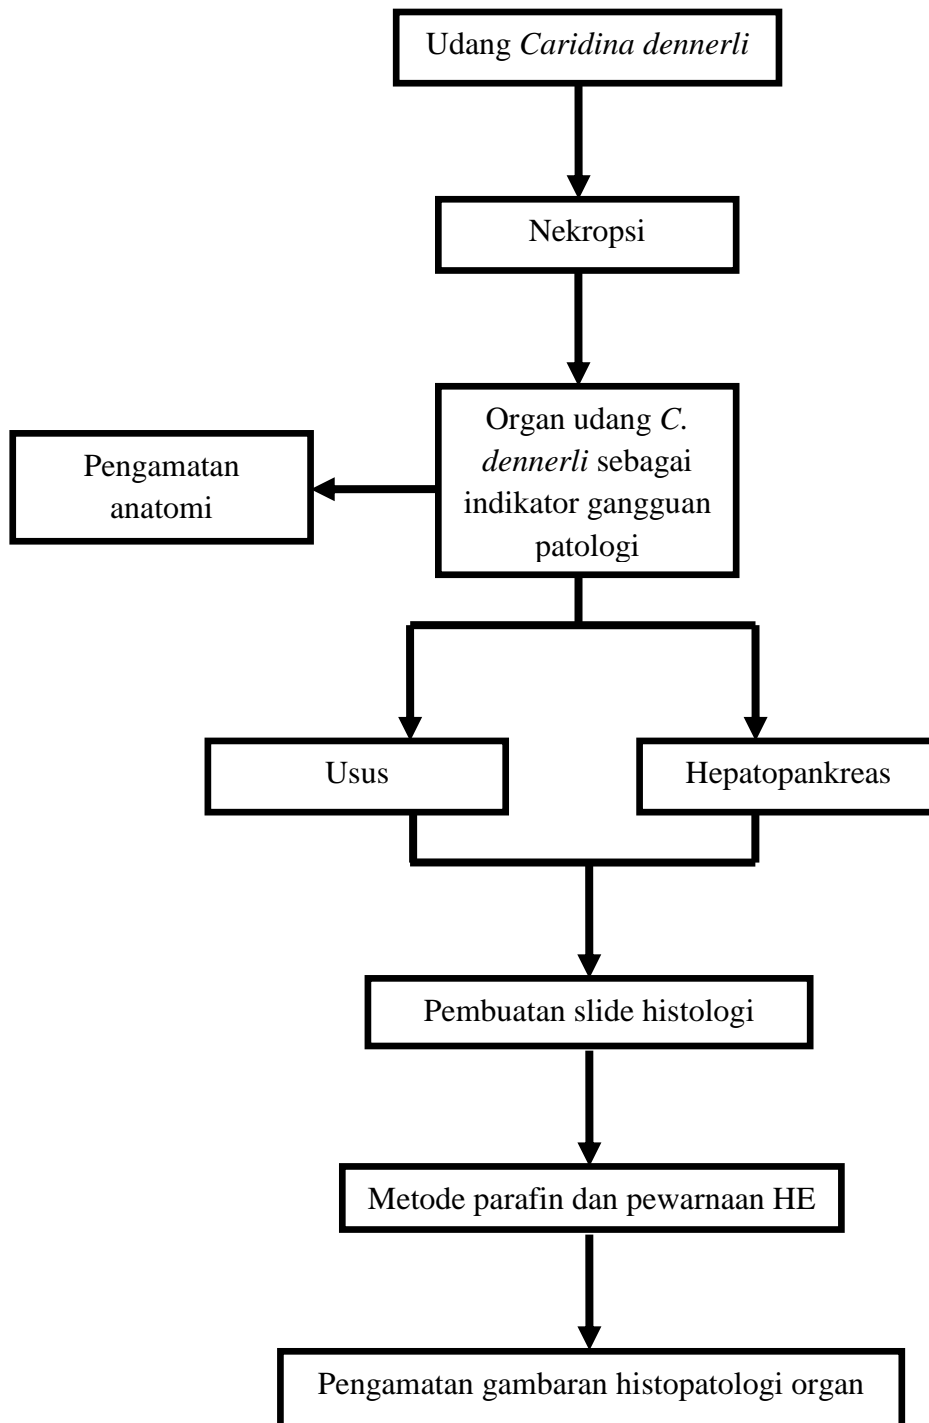 Udang Caridina dennerli
Nekropsi
Organ udang C.
dennerli sebagai
indikator gangguan
patologi
Pengamatan
anatomi
Usus
Hepatopankreas
Pembuatan slide histologi
Metode parafin dan pewarnaan HE
Pengamatan gambaran histopatologi organ